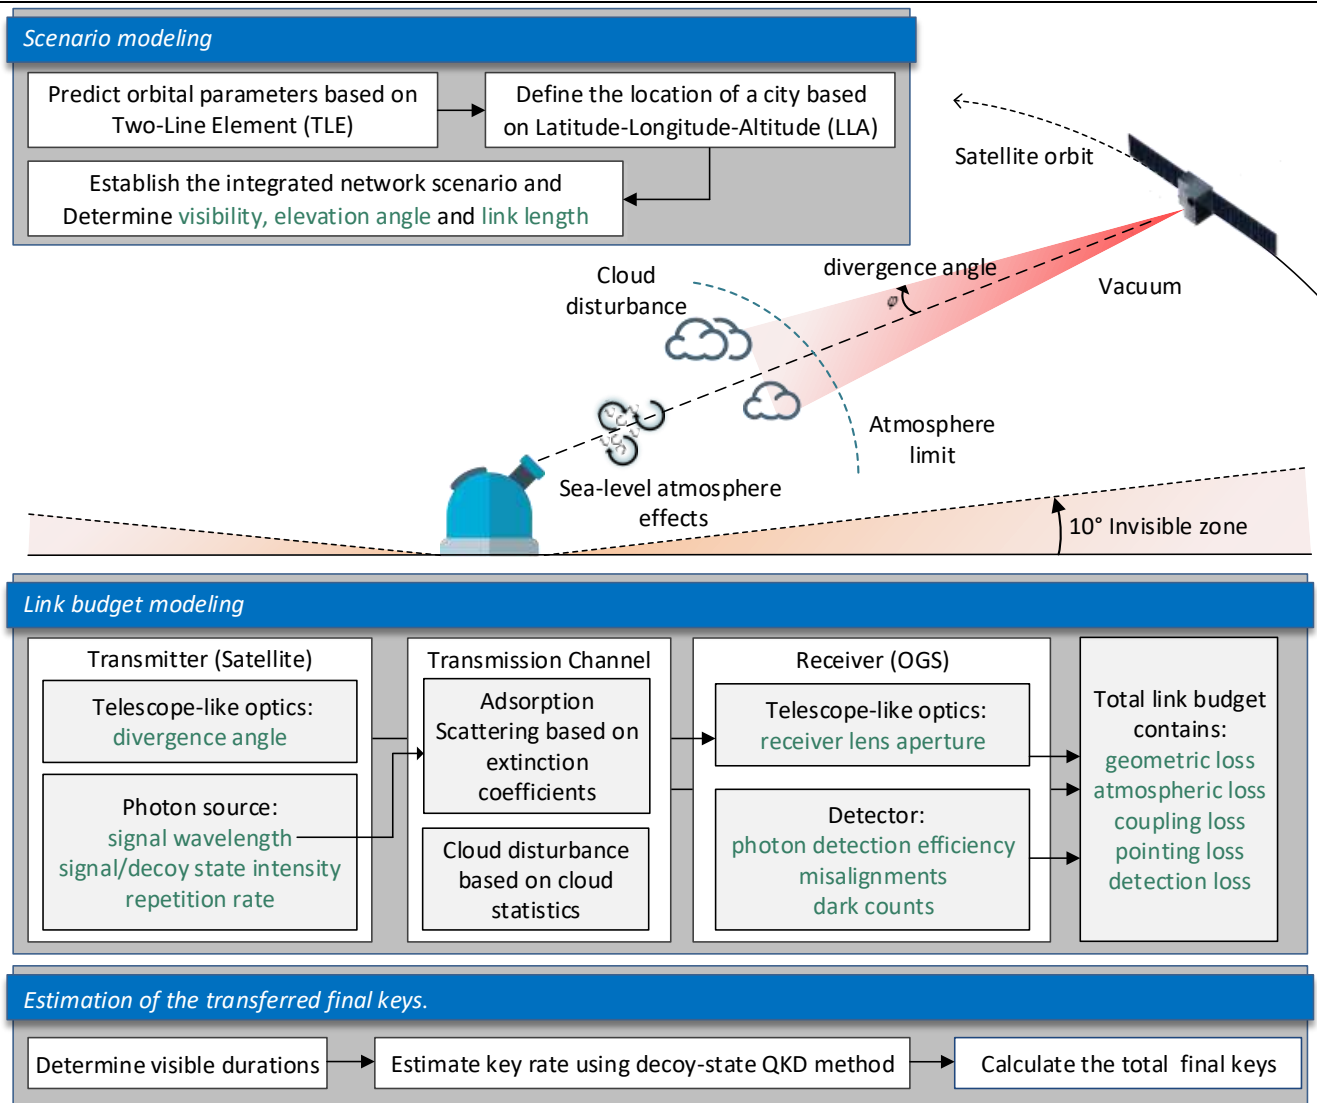 Scenario modeling
Predict orbital parameters based on
Two-Line Element (TLE)
Define the location of a city based
on Latitude-Longitude-Altitude (LLA)
Establish the integrated network scenario and
Determine visibility, elevation angle and link length
Satellite orbit
Cloud
disturbance
divergence angle
φ
Vacuum
Atmosphere
limit
Sea-level atmosphere
effects
10° Invisible zone
Link budget modeling
Transmitter (Satellite)
Telescope-like optics:
divergence angle
Photon source:
signal wavelength
signal/decoy state intensity
repetition rate
Transmission Channel
Adsorption
Scattering based on
extinction
coefficients
Cloud disturbance
based on cloud
statistics
Receiver (OGS)
Telescope-like optics:
receiver lens aperture
Detector:
photon detection efficiency
misalignments
dark counts
Total link budget
contains:
geometric loss
atmospheric loss
coupling loss
pointing loss
detection loss
Estimation of the transferred final keys.
Determine visible durations
Estimate key rate using decoy-state QKD method
Calculate the total final keys